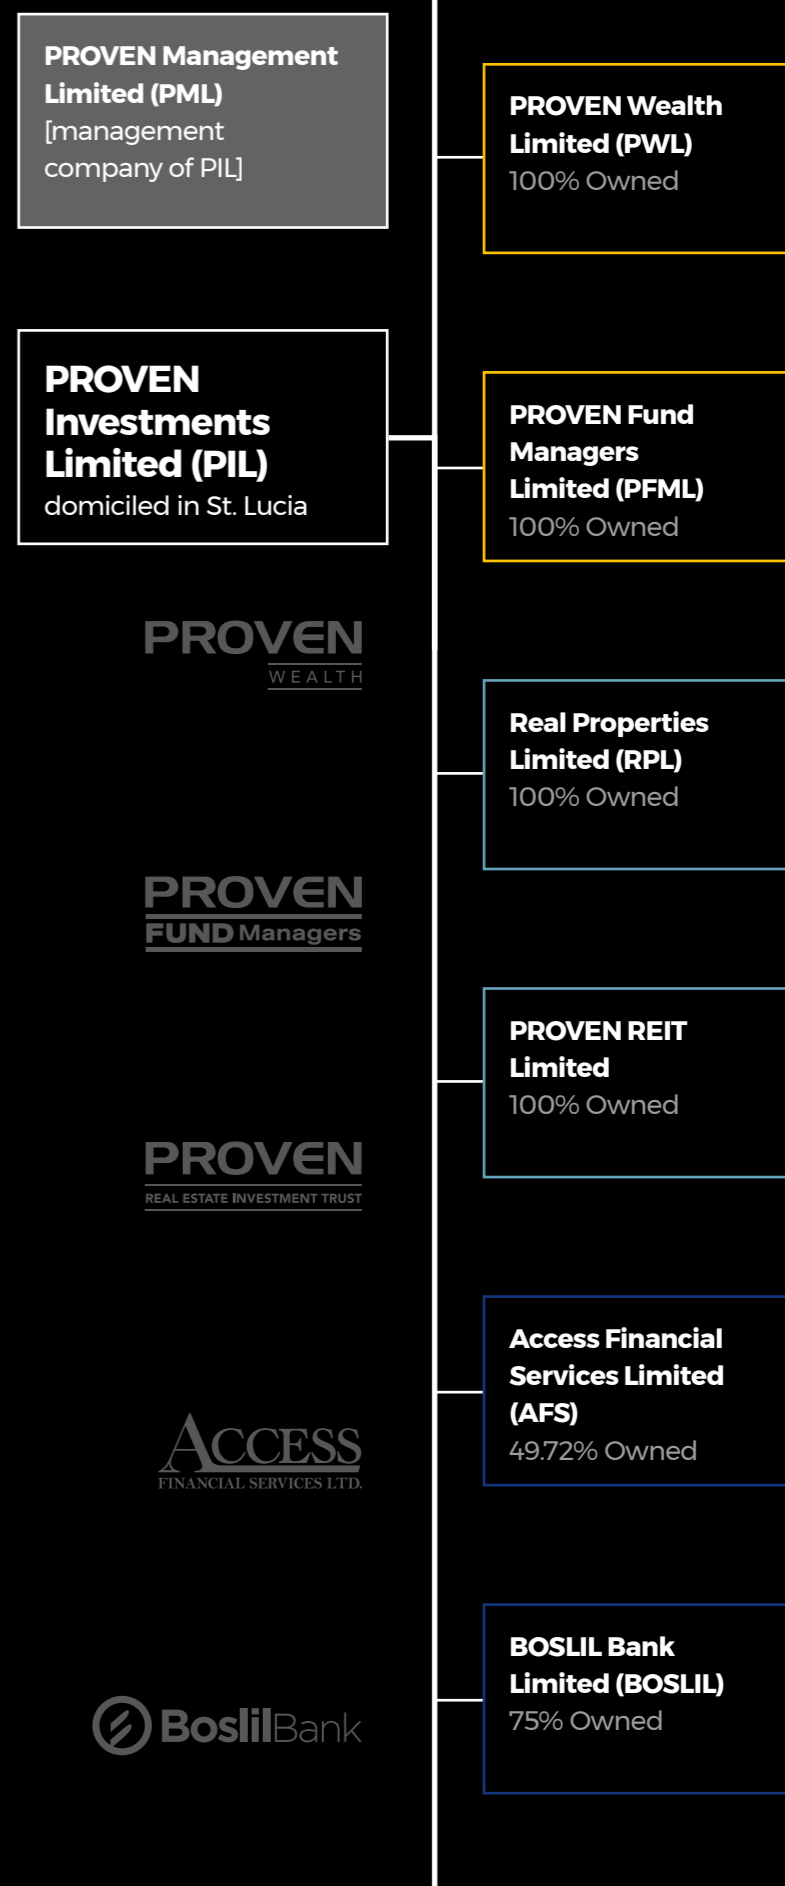 PROVEN Management
Limited (PML)
[management
company of PIL]
PROVEN
Investments
Limited (PIL)
domiciled in St. Lucia
PROVEN
WEALTH
PROVEN
FUND Managers
PROVEN
REAL ESTATE INVESTMENT TRUST
ACCESS
FINANCIAL SERVICES LTD.
BoslilBank
PROVEN Wealth
Limited (PWL)
100% Owned
PROVEN Fund
Managers
Limited (PFML)
100% Owned
Real Properties
Limited (RPL)
100% Owned
PROVEN REIT
Limited
100% Owned
Access Financial
Services Limited
(AFS)
49.72% Owned
BOSLIL Bank
Limited (BOSLIL)
75% Owned